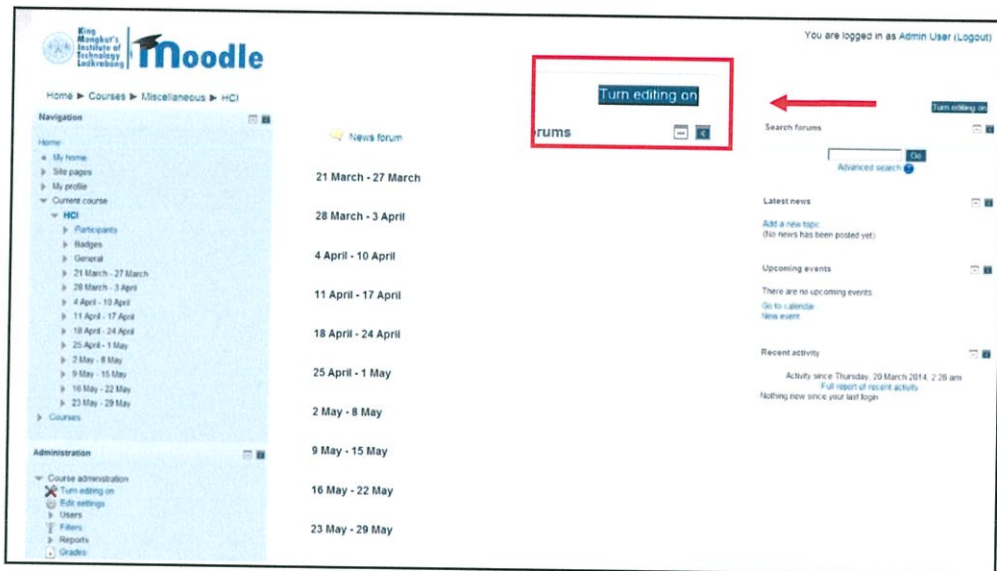 King
Mongkut's
Institute of
Technology
Ladkrabang
moodle
You are logged in as Admin User (Logout)
Home ► Courses ► Miscellaneous ► HCI
Turn editing on
Navigation
Home
My home
Site pages
My profile
Current course
HCI
Participants
Badges
General
21 March - 27 March
28 March - 3 April
4 April - 10 April
11 April - 17 April
18 April - 24 April
25 April - 1 May
2 May - 8 May
9 May - 15 May
16 May - 22 May
23 May - 29 May
Courses
Administration
Course administration
Turn editing on
Edit settings
Users
Filters
Reports
Grades
News forum
21 March - 27 March
28 March - 3 April
4 April - 10 April
11 April - 17 April
18 April - 24 April
25 April - 1 May
2 May - 8 May
9 May - 15 May
16 May - 22 May
23 May - 29 May
Turn editing on
orums
Search forums
Go
Advanced search
Latest news
Add a new topic
(No news has been posted yet)
Upcoming events
There are no upcoming events
Go to calendar
New event
Recent activity
Activity since Thursday, 20 March 2014, 2:26 am
Full report of recent activity
Nothing new since your last login